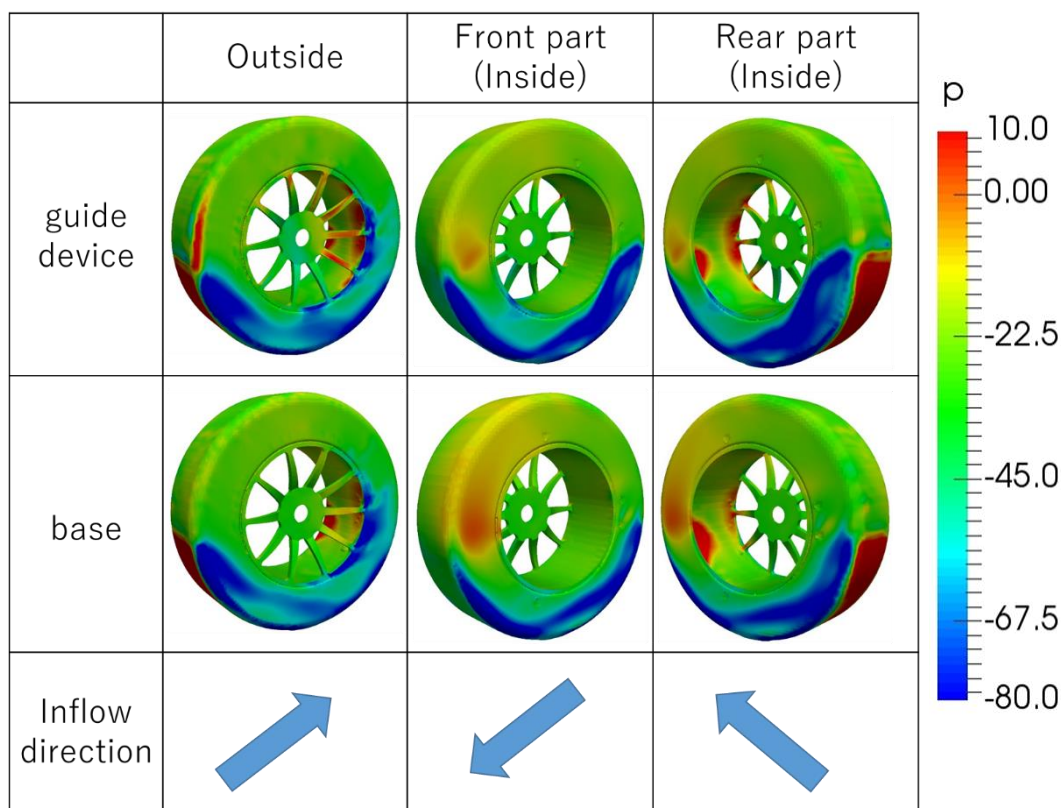 Outside
Front part
(Inside)
Rear part
(Inside)
p
guide
device
base
Inflow
direction
10.0
0.00
-22.5
-45.0
-67.5
-80.0